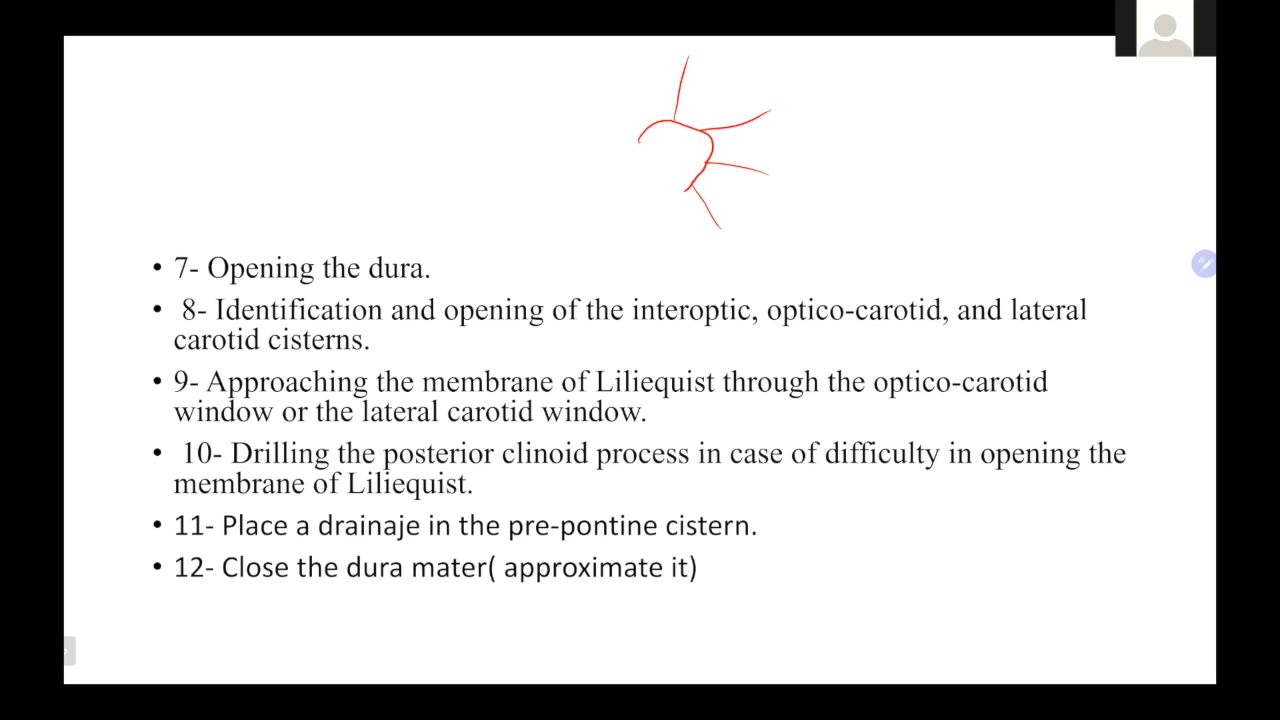 • 7- Opening the dura.
• 8- Identification and opening of the interoptic, optico-carotid, and lateral
carotid cisterns.
• 9- Approaching the membrane of Liliequist through the optico-carotid
window or the lateral carotid window.
• 10- Drilling the posterior clinoid process in case of difficulty in opening the
membrane of Liliequist.
• 11- Place a drainaje in the pre-pontine cistern.
• 12- Close the dura mater( approximate it)